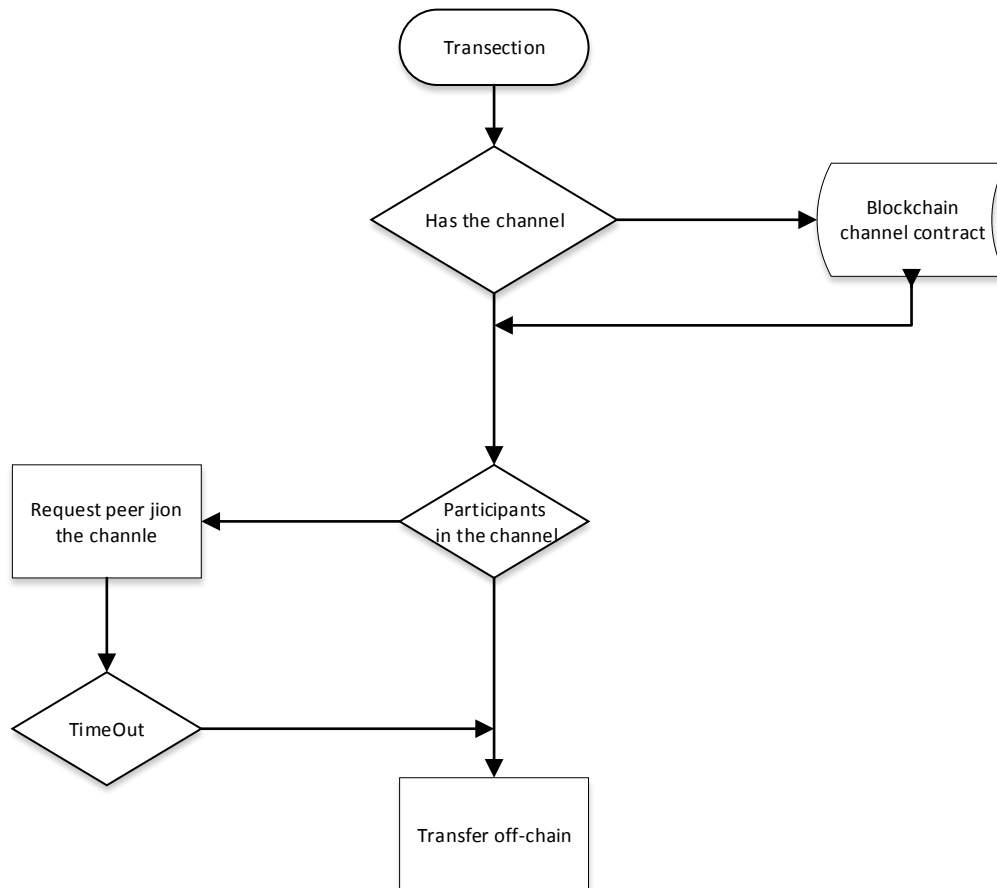 Transection
Has the channel
Blockchain
channel contract
Participants
in the channel
Request peer jion
the channle
TimeOut
Transfer off-chain